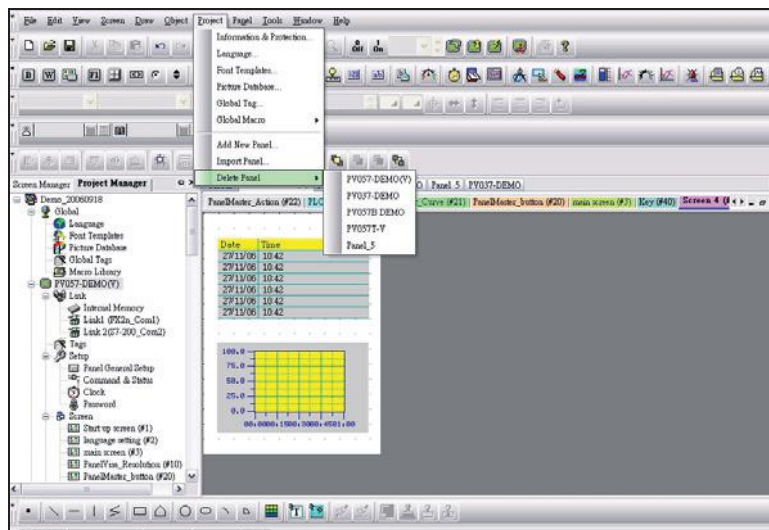 File Edit View Screen Draw Object Project Panel Tools Window Help
Information & Protection...
Language...
Font Templates...
Picture Database...
Global Tag...
Global Macro
Add New Panel...
Import Panel...
Delete Panel
PV057-DEMO(V)
PV037-DEMO
PV057B DEMO
PV057T-V
Panel_5
Panel_5 PV037-DEMO
Screen Manager Project Manager
PanelMaster_Action (#22) PLC _Curve (#21) PanelMaster_button (#20) main screen (#3) Key (#40) Screen 4
Demo_20060918
Global
Language
Font Templates
Picture Database
Global Tags
Macro Library
PV057-DEMO(V)
Link
Internal Memory
Link1 (FX2n_Com1)
Link 2(S7-200_Com2)
Tags
Setup
Panel General Setup
Command & Status
Clock
Password
Screen
Start up screen (#1)
language setting (#2)
main screen (#3)
PanelVisa_Resolution (#10)
PanelMaster_button (#20)
Date Time
27/11/06 10:42
27/11/06 10:42
27/11/06 10:42
27/11/06 10:42
27/11/06 10:42
27/11/06 10:42
100.0
75.0
50.0
25.0
0.0